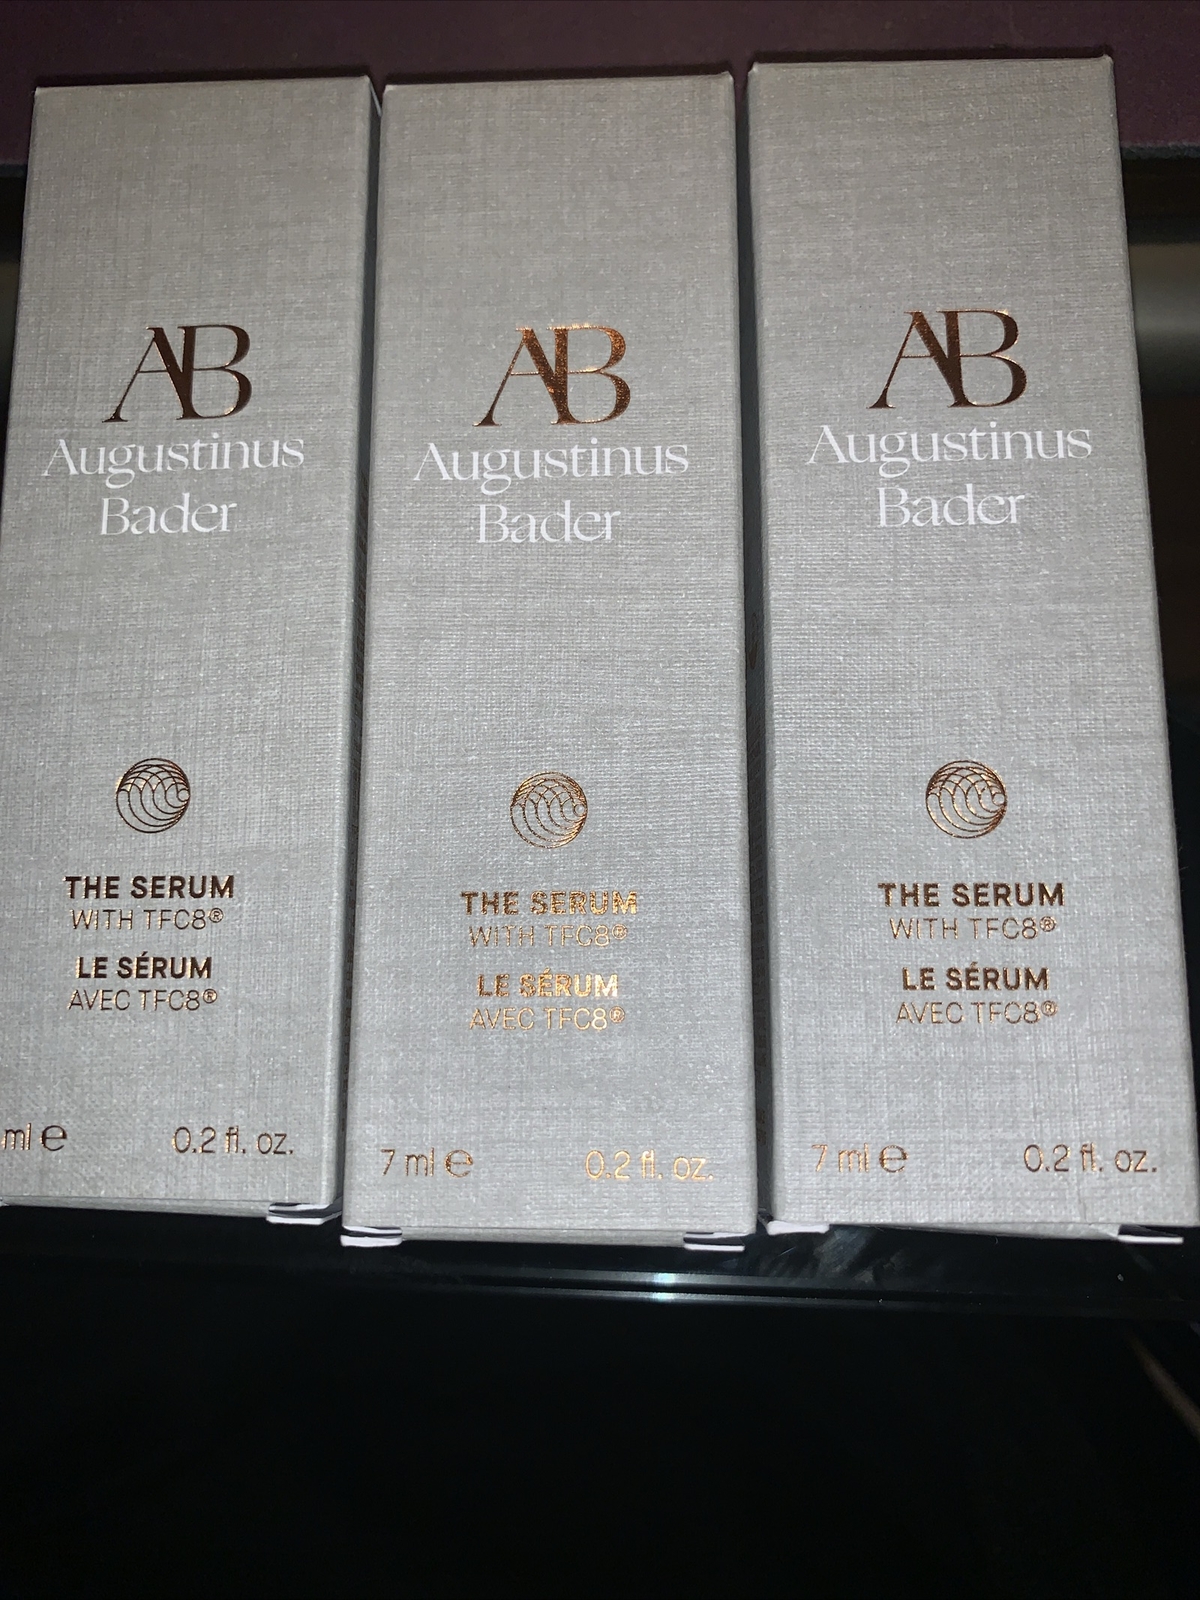 AB
Augustinus
Bader
THE SERUM
WITH TFC8®
LE SÉRUM
AVEC TFC8®
ml e 0.2 fl. oz.
AB
Augustinus
Bader
THE SERUM
WITH TFC8®
LE SÉRUM
AVEC TFC8®
7 ml e 0.2 fl. oz.
AB
Augustinus
Bader
THE SERUM
WITH TFC8®
LE SÉRUM
AVEC TFC8®
7 ml e 0.2 fl. oz.